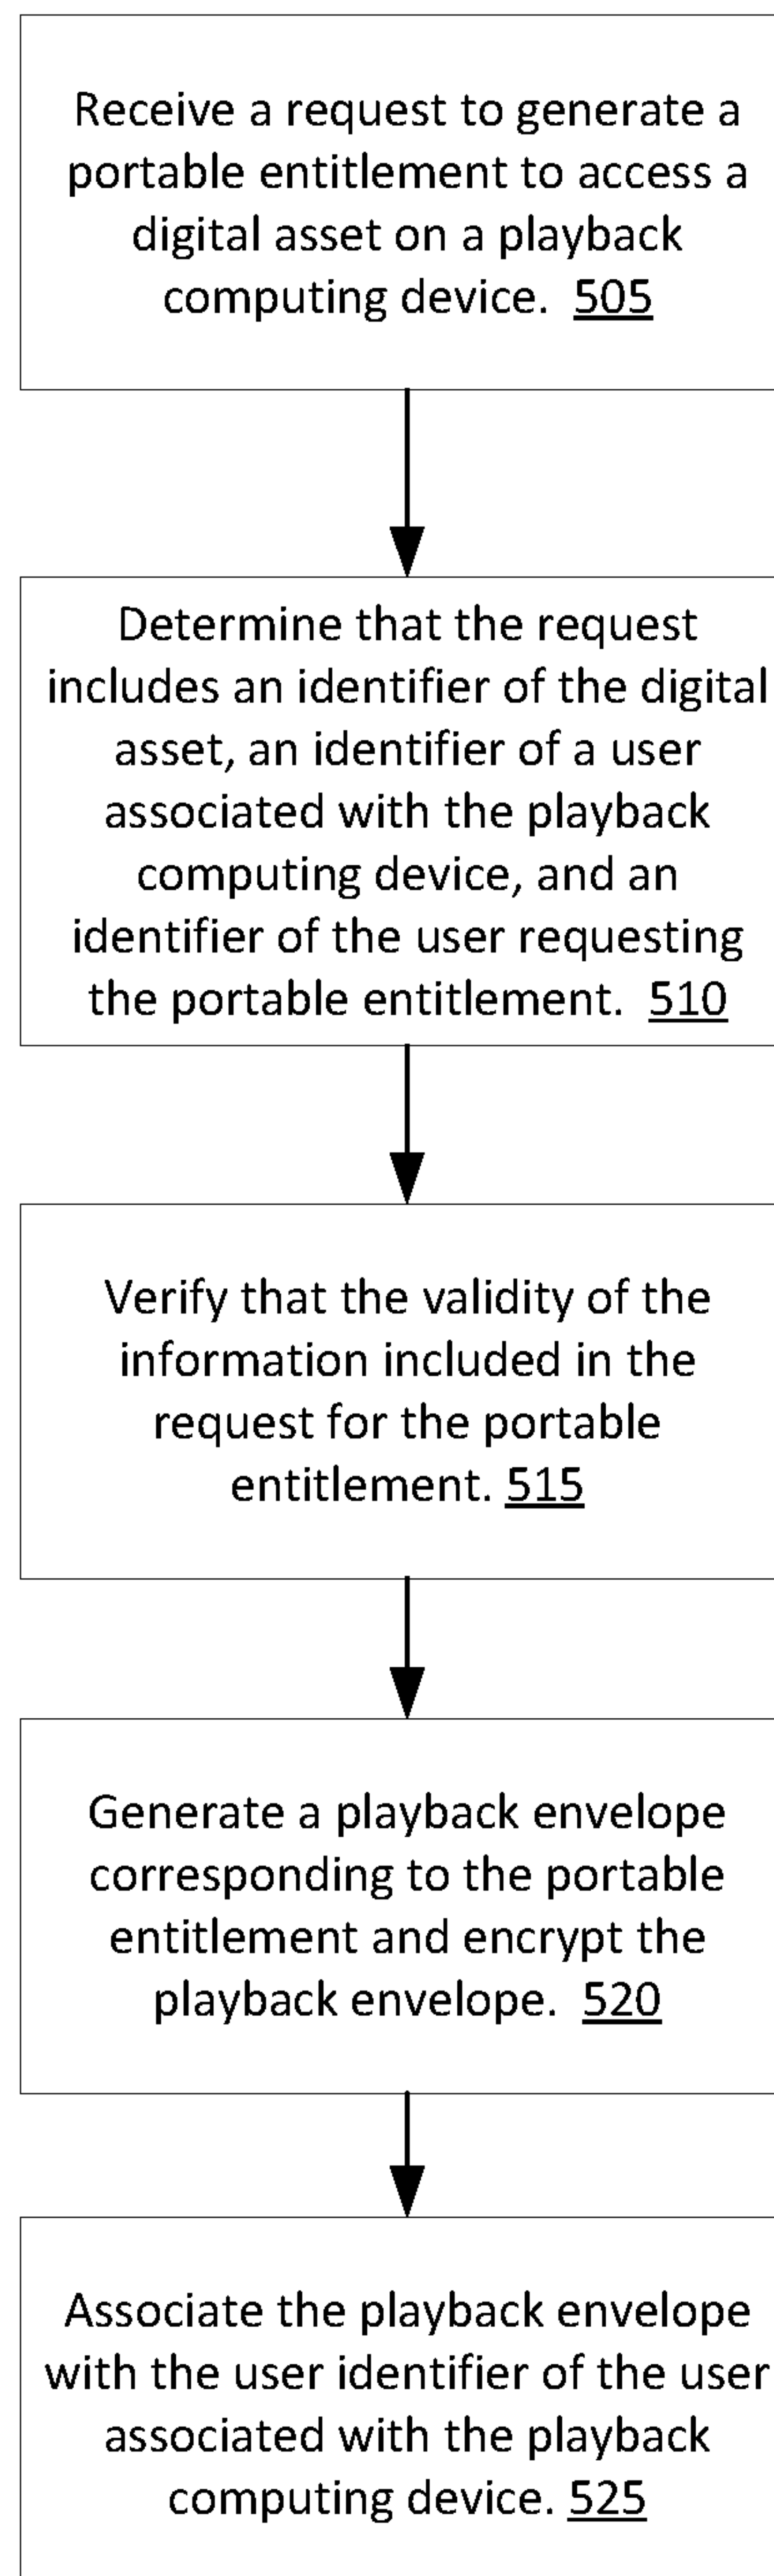 Receive a request to generate a
portable entitlement to access a
digital asset on a playback
computing device. 505
Determine that the request
includes an identifier of the digital
asset, an identifier of a user
associated with the playback
computing device, and an
identifier of the user requesting
the portable entitlement. 510
Verify that the validity of the
information included in the
request for the portable
entitlement. 515
Generate a playback envelope
corresponding to the portable
entitlement and encrypt the
playback envelope. 520
Associate the playback envelope
with the user identifier of the user
associated with the playback
computing device. 525